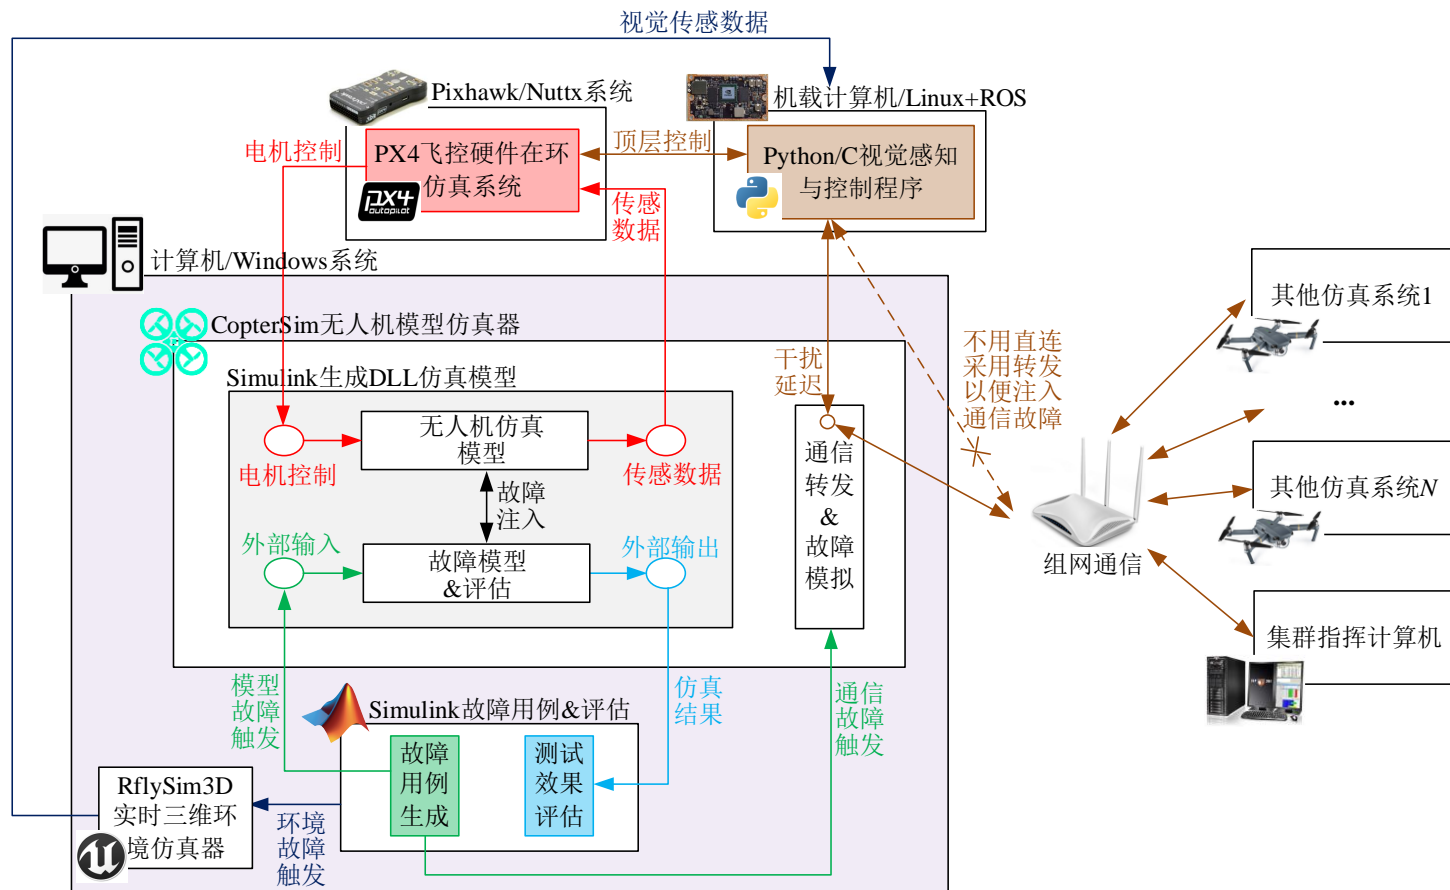 视觉传感数据
Pixhawk/Nuttx系统
机载计算机/Linux+ROS
电机控制
PX4飞控硬件在环
仿真系统
px4
autopilot
顶层控制
Python/C视觉感知
与控制程序
传感
数据
计算机/Windows系统
CopterSim无人机模型仿真器
Simulink生成DLL仿真模型
无人机仿真
模型
电机控制
传感数据
故障
注入
外部输入
故障模型
&评估
外部输出
干扰
延迟
通信
转发
&
故障
模拟
不用直连
采用转发
以便注入
通信故障
其他仿真系统1
...
其他仿真系统N
组网通信
集群指挥计算机
模型
故障
触发
Simulink故障用例&评估
仿真
结果
通信
故障
触发
故障
用例
生成
测试
效果
评估
RflySim3D
实时三维环
境仿真器
环境
故障
触发